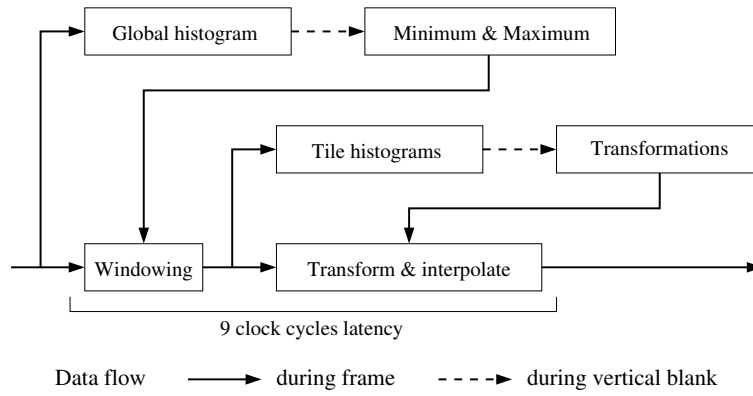 Global histogram
Minimum & Maximum
Tile histograms
Transformations
Windowing
Transform & interpolate
9 clock cycles latency
Data flow during frame during vertical blank